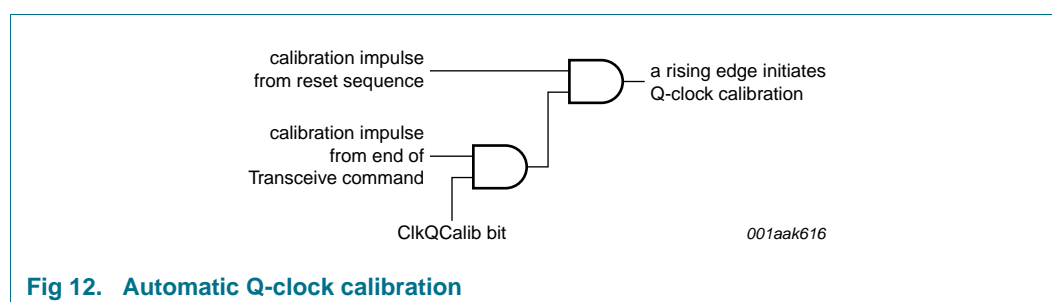 calibration impulse
from reset sequence
a rising edge initiates
Q-clock calibration
calibration impulse
from end of
Transceive command
ClkQCalib bit
001aak616
Fig 12. Automatic Q-clock calibration